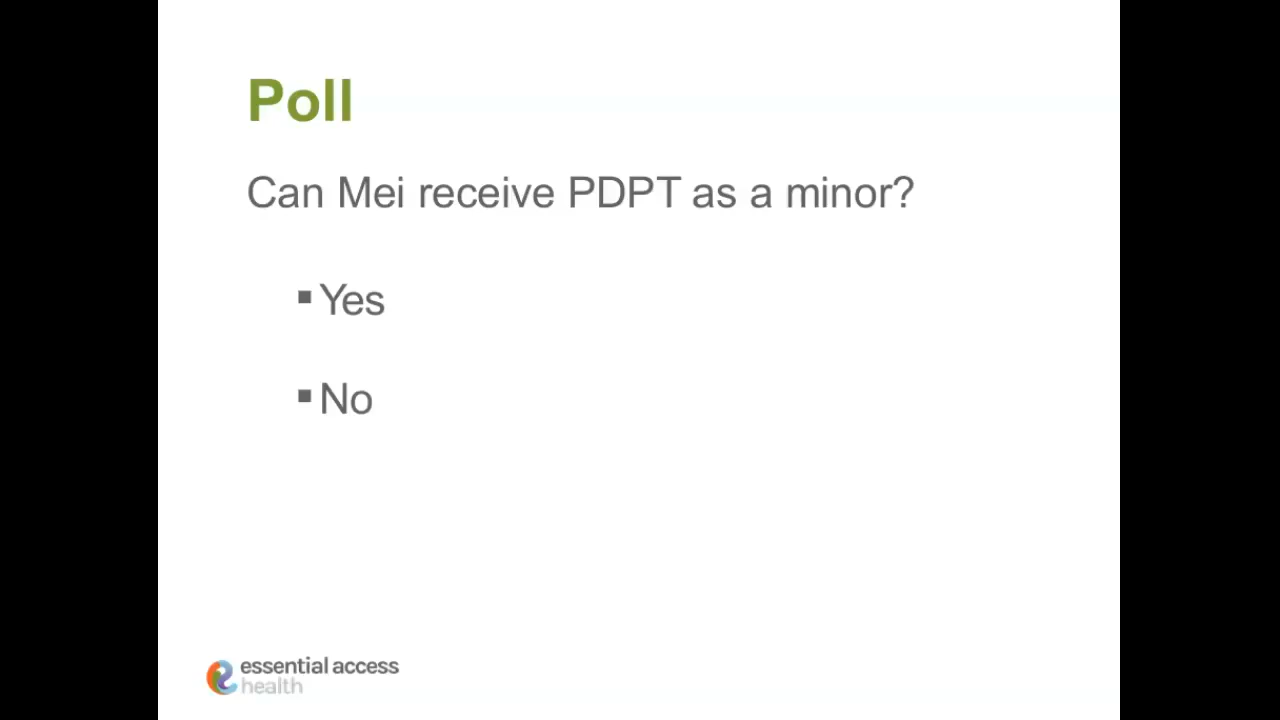 Poll
Can Mei receive PDPT as a minor?
▪ Yes
▪ No
essential access
health